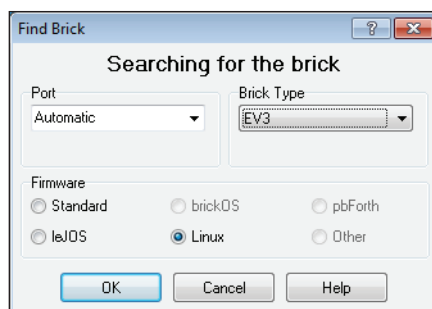 Find Brick
Searching for the brick
Port
Brick Type
Automatic
EV3
Firmware
Standard
brickOS
pbForth
leJOS
Linux
Other
OK
Cancel
Help